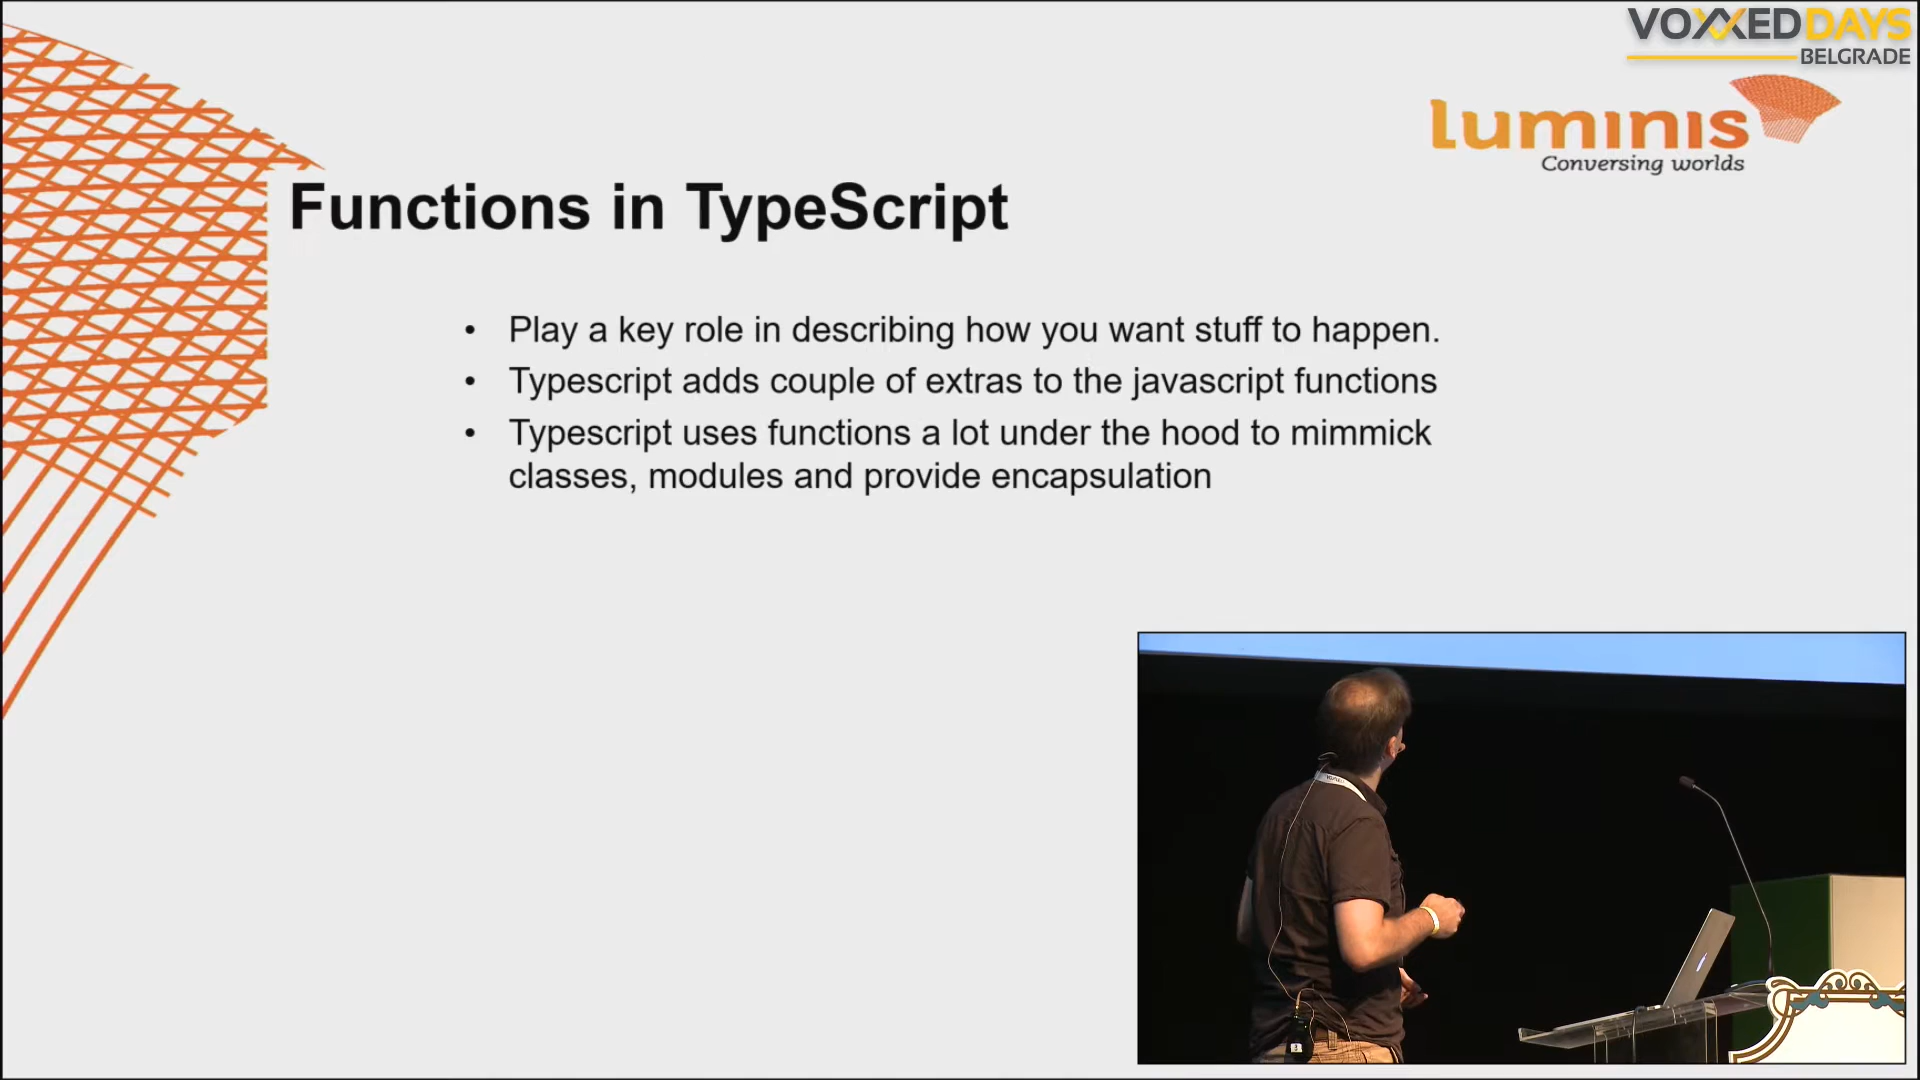 VOXXEDDAYS
BELGRADE
luminis
Conversing worlds
Functions in TypeScript
• Play a key role in describing how you want stuff to happen.
• Typescript adds couple of extras to the javascript functions
• Typescript uses functions a lot under the hood to mimmick
classes, modules and provide encapsulation